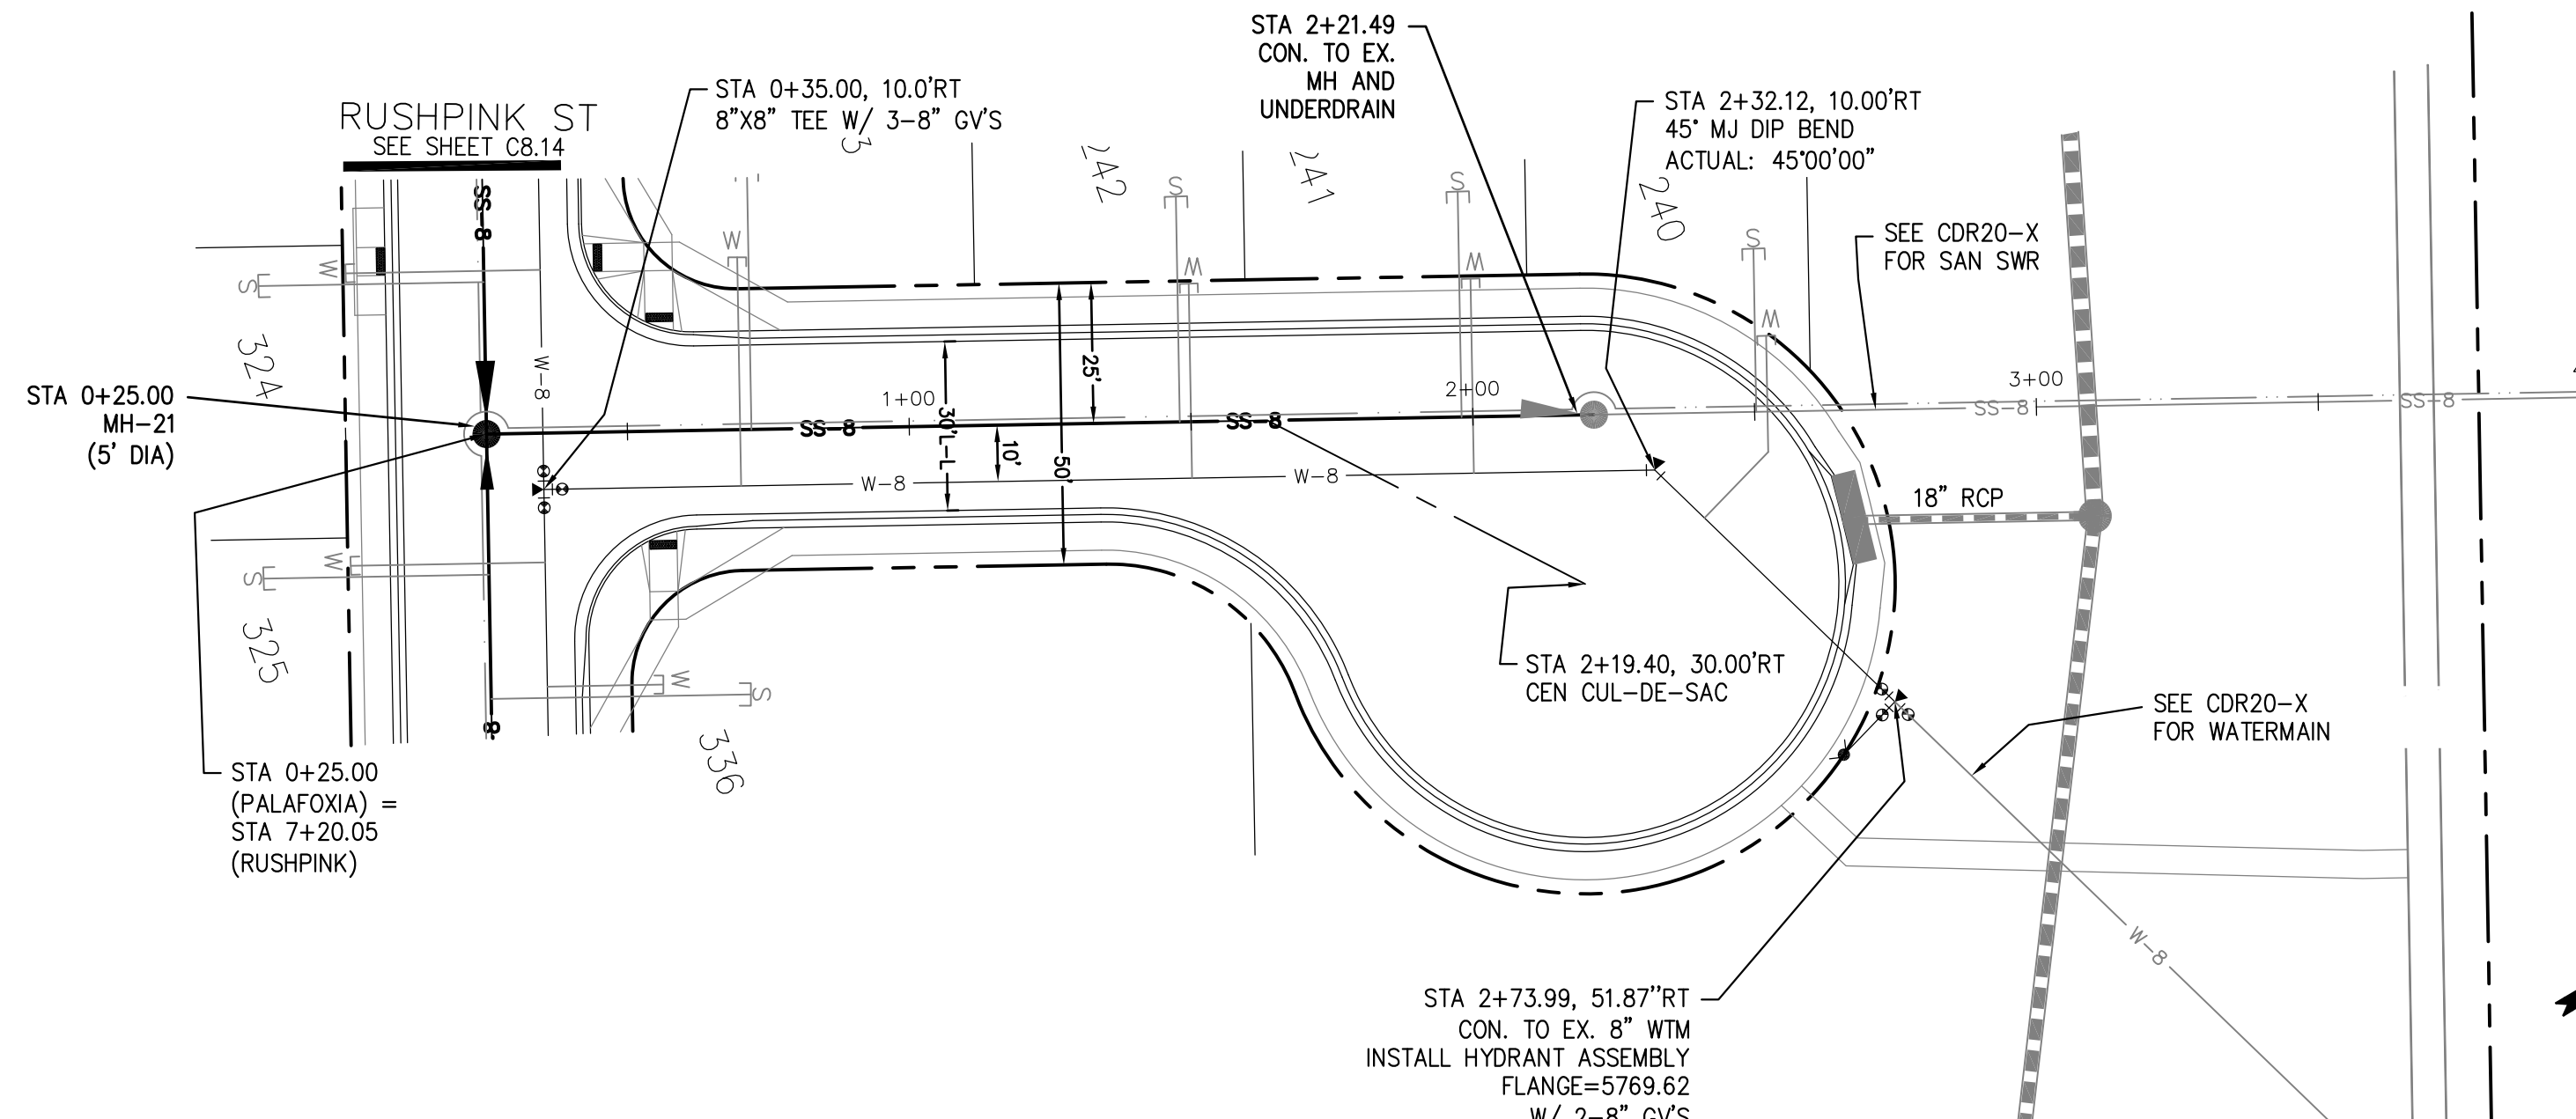 STA 2+21.49
CON. TO EX.
MH AND
UNDERDRAIN
STA 0+35.00, 10.0'RT
8"X8" TEE W/ 3-8" GV'S
STA 2+32.12, 10.00'RT
45° MJ DIP BEND
ACTUAL: 45°00'00"
RUSHPINK ST
SEE SHEET C8.14
3
242
241
240
SEE CDR20-X
FOR SAN SWR
SS-8
S
S
S
W
W
W
W
S
W
S
324
W-8
STA 0+25.00
MH-21
(5' DIA)
1+00
2+00
3+00
25'
30'L-L
10'
50'
SS-8
SS-8
SS-8
SS-8
W-8
W-8
18" RCP
W
S
325
W
S
8
336
STA 2+19.40, 30.00'RT
CEN CUL-DE-SAC
SEE CDR20-X
FOR WATERMAIN
STA 0+25.00
(PALAFOXIA) =
STA 7+20.05
(RUSHPINK)
W-8
STA 2+73.99, 51.87''RT
CON. TO EX. 8" WTM
INSTALL HYDRANT ASSEMBLY
FLANGE=5769.62
W/ 2-8" GV'S